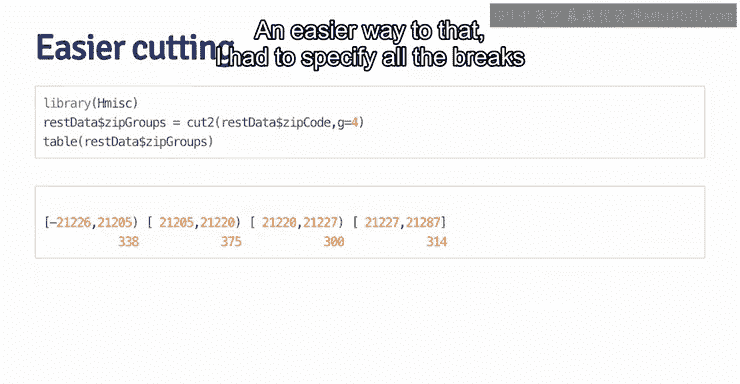 Easier cutting
An easier way to that,
I had to specify all the breaks
library(Hmisc)
restData$zipGroups = cut2(restData$zipCode,g=4)
table(restData$zipGroups)
[-21226,21205) [ 21205,21220) [ 21220,21227) [ 21227,21287]
338 375 300 314